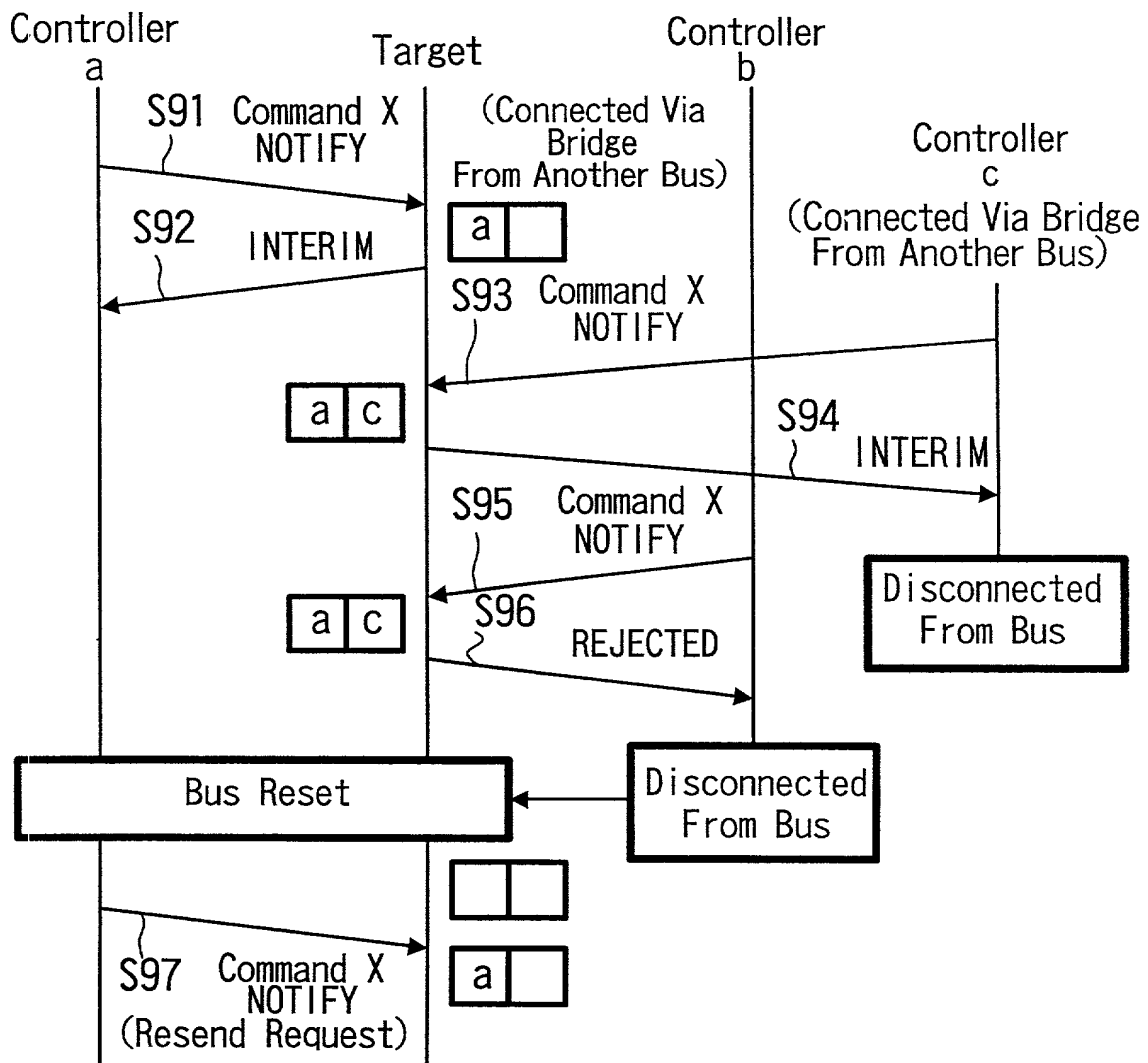 Controller
a
Target
Controller
b
S91
Command X
NOTIFY
(Connected Via
Bridge
From Another Bus)
Controller
c
(Connected Via Bridge
From Another Bus)
a
S92
INTERIM
S93
Command X
NOTIFY
a c
S94
INTERIM
S95
Command X
NOTIFY
a c
S96
REJECTED
Disconnected
From Bus
Bus Reset
Disconnected
From Bus
S97
Command X
NOTIFY
(Resend Request)
a